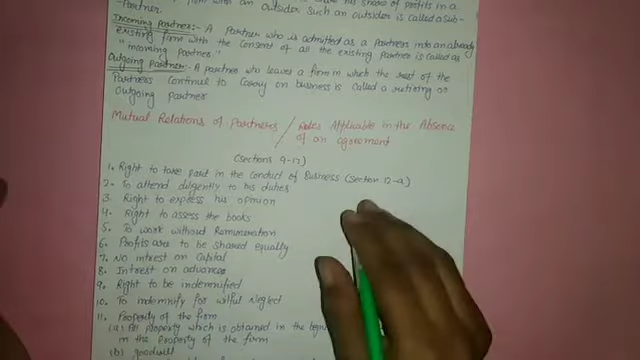 his shares of profits in a
Partner firm with an outsider such an outsider is called a sub-
Partner
Incoming partner:- A Partner who is admitted as a Partners into an already
existing firm with the consent of all the existing partner is called as
"incoming partner."
Outgoing partner:- A partner who leaves a firm in which the rest of the
Partners continue to carry on business is called a retiring or
Outgoing partner
Mutual Relations of Partners / Rules Applicable in the Absence
of an agreement
(Sections 9-17)
1. Right to take part in the conduct of Business (Section 12-a)
2. To attend diligently to his duties
3. Right to express his opinion
4. Right to assess the books
5. To work without Remuneration
6. Profits are to be shared equally
7. No intrest on Capital
8. Intrest on advances
9. Right to be indemnified
10. To indemnify for wilful Neglect
11. Property of the firm
(a) All property which is obtained in the
in the Property of the firm
(b) goodwill